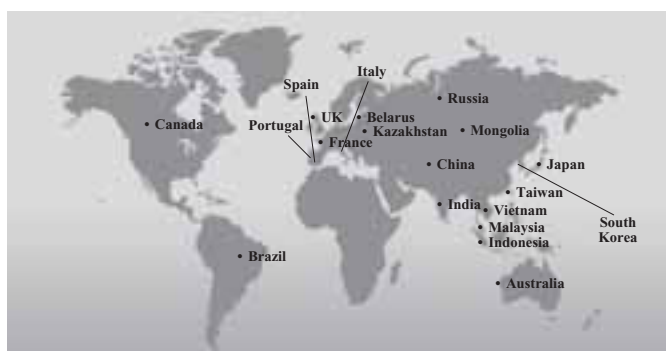 Italy
Spain
Russia
UK
Belarus
Canada
Portugal
Kazakhstan
Mongolia
France
China
Japan
Taiwan
India
Vietnam
South
Korea
Malaysia
Indonesia
Brazil
Australia